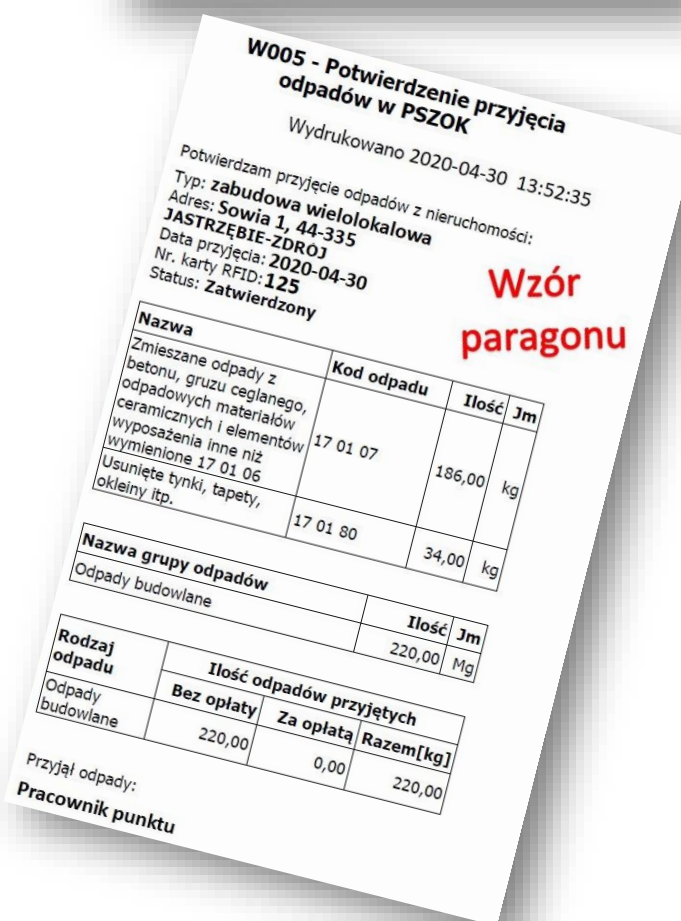 W005 - Potwierdzenie przyjęcia
odpadów w PSZOK
Wydrukowano 2020-04-30 13:52:35
Potwierdzam przyjęcie odpadów z nieruchomości:
Typ: zabudowa wielolokalowa
Adres: Sowia 1, 44-335
JASTRZĘBIE-ZDRÓJ
Data przyjęcia: 2020-04-30
Nr. karty RFID:125
Status: Zatwierdzony
Wzór
paragonu
Nazwa Kod odpadu Ilość Jm
Zmieszane odpady z
betonu, gruzu ceglanego,
odpadowych materiałów
ceramicznych i elementów
wyposażenia inne niż
wymienione 17 01 06
17 01 07 186,00 kg
Usunięte tynki, tapety,
okleiny itp.
17 01 80 34,00 kg
Nazwa grupy odpadów Ilość Jm
Odpady budowlane 220,00 Mg
Rodzaj
odpadu
Ilość odpadów przyjętych
Bez opłaty Za opłatą Razem[kg]
Odpady
budowlane
220,00 0,00 220,00
Przyjął odpady:
Pracownik punktu